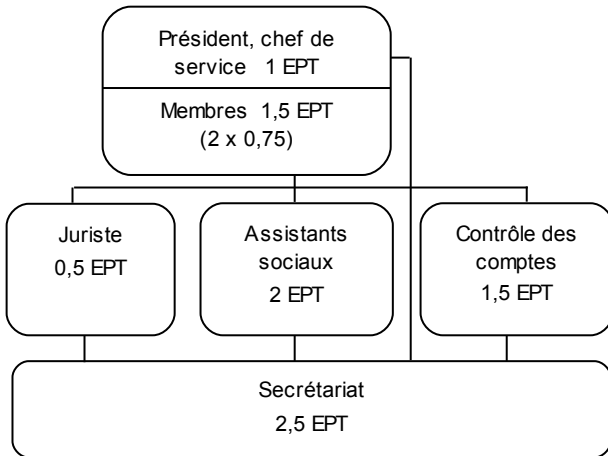 Président, chef de
service 1 EPT
Membres 1,5 EPT
(2 x 0,75)
Juriste
0,5 EPT
Assistants
sociaux
2 EPT
Contrôle des
comptes
1,5 EPT
Secrétariat
2,5 EPT